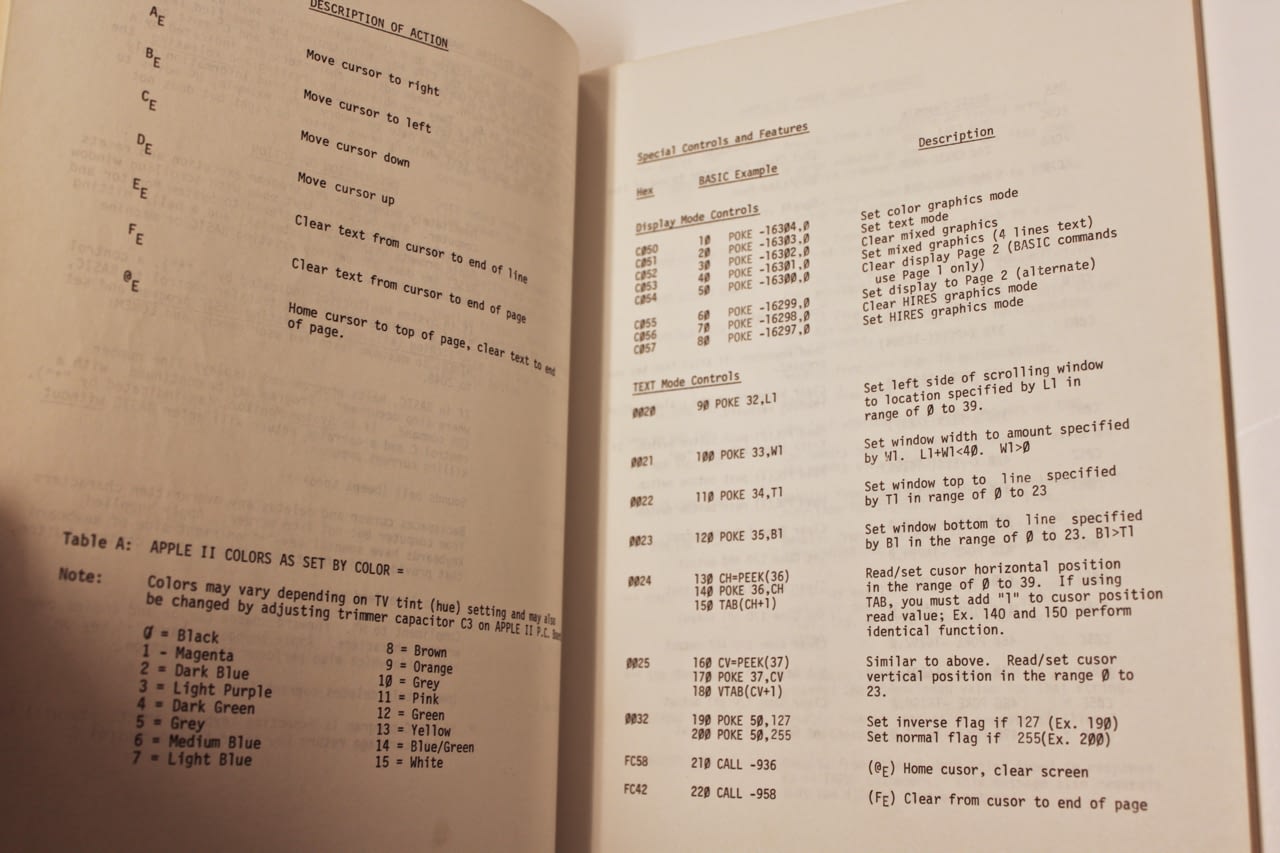 DESCRIPTION OF ACTION
AE Move cursor to right
BE Move cursor to left
CE Move cursor down
DE Move cursor up
EE Clear text from cursor to end of line
FE Clear text from cursor to end of page
@E Home cursor to top of page, clear text to end
of page.
Table A: APPLE II COLORS AS SET BY COLOR =
Note: Colors may vary depending on TV tint (hue) setting and may also
be changed by adjusting trimmer capacitor C3 on APPLE II P.C.
Ø = Black
1 - Magenta
2 = Dark Blue
3 = Light Purple
4 = Dark Green
5 = Grey
6 = Medium Blue
7 = Light Blue
8 = Brown
9 = Orange
1Ø = Grey
11 = Pink
12 = Green
13 = Yellow
14 = Blue/Green
15 = White
Special Controls and Features
Hex BASIC Example Description
Display Mode Controls
CØ5Ø 1Ø POKE -163Ø4,Ø Set color graphics mode
CØ51 2Ø POKE -163Ø3,Ø Set text mode
CØ52 3Ø POKE -163Ø2,Ø Clear mixed graphics
CØ53 4Ø POKE -163Ø1,Ø Set mixed graphics (4 lines text)
CØ54 5Ø POKE -163ØØ,Ø Clear display Page 2 (BASIC commands
use Page 1 only)
CØ55 6Ø POKE -16299,Ø Set display to Page 2 (alternate)
CØ56 7Ø POKE -16298,Ø Clear HIRES graphics mode
CØ57 8Ø POKE -16297,Ø Set HIRES graphics mode
TEXT Mode Controls
ØØ2Ø 9Ø POKE 32,L1 Set left side of scrolling window
to location specified by L1 in
range of Ø to 39.
ØØ21 1ØØ POKE 33,W1 Set window width to amount specified
by W1. L1+W1<40. W1>Ø
ØØ22 11Ø POKE 34,T1 Set window top to line specified
by T1 in range of Ø to 23
ØØ23 12Ø POKE 35,B1 Set window bottom to line specified
by B1 in the range of Ø to 23. B1>T1
ØØ24 13Ø CH=PEEK(36) Read/set cusor horizontal position
14Ø POKE 36,CH in the range of Ø to 39. If using
15Ø TAB(CH+1) TAB, you must add "1" to cusor position
read value; Ex. 140 and 150 perform
identical function.
ØØ25 16Ø CV=PEEK(37) Similar to above. Read/set cusor
17Ø POKE 37,CV vertical position in the range Ø to
18Ø VTAB(CV+1) 23.
ØØ32 19Ø POKE 5Ø,127 Set inverse flag if 127 (Ex. 19Ø)
2ØØ POKE 5Ø,255 Set normal flag if 255(Ex. 2ØØ)
FC58 21Ø CALL -936 (@E) Home cusor, clear screen
FC42 22Ø CALL -958 (FE) Clear from cusor to end of page